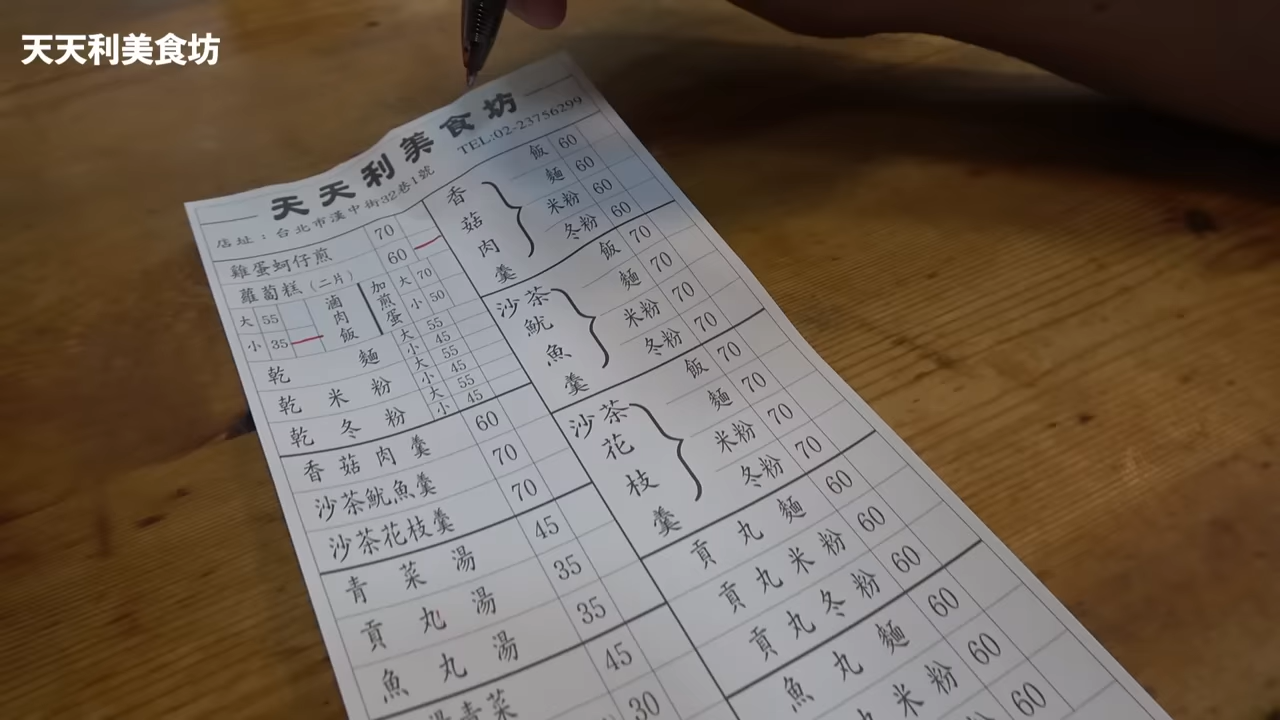 天天利美食坊
天天利美食坊
店址：台北市漢中街32巷1號 TEL:02-23756299
雞蛋蚵仔煎 70
蘿蔔糕(二片) 60
大 55 滷肉飯 加煎蛋 大 70
小 35 小 50
乾麵 大 55 小 45
乾米粉 大 55 小 45
乾冬粉 大 55 小 45
香菇肉羹 60
沙茶魷魚羹 70
沙茶花枝羹 70
青菜湯 45
貢丸湯 35
魚丸湯 35
燙青菜 45
30
香菇肉羹 飯 60
麵 60
米粉 60
冬粉 60
沙茶魷魚羹 飯 70
麵 70
米粉 70
冬粉 70
沙茶花枝羹 飯 70
麵 70
米粉 70
冬粉 70
貢丸麵 60
貢丸米粉 60
貢丸冬粉 60
魚丸麵 60
丸米粉 60
60